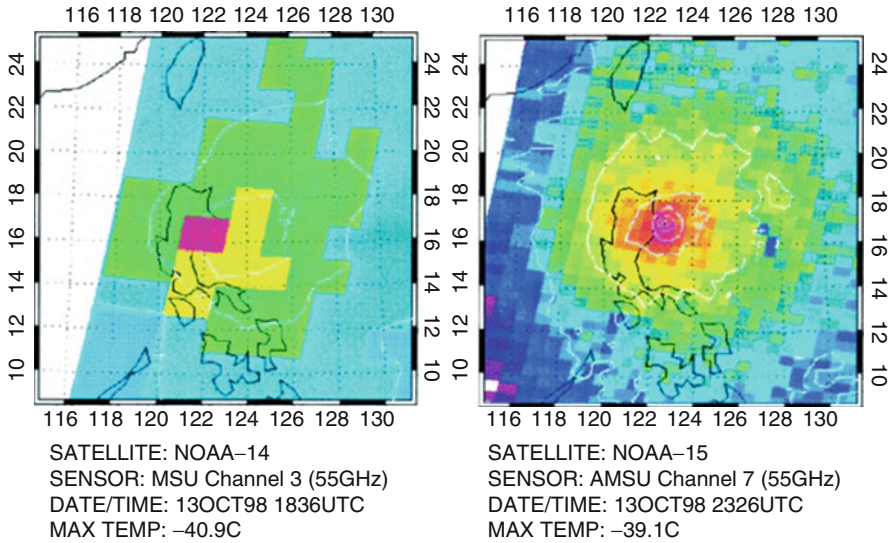 116 118 120 122 124 126 128 130
116 118 120 122 124 126 128 130
24 24 24 24
22 22 22 22
20 20 20 20
18 18 18 18
16 16 16 16
14 14 14 14
12 12 12 12
10 10 10 10
116 118 120 122 124 126 128 130
116 118 120 122 124 126 128 130
SATELLITE: NOAA–14
SENSOR: MSU Channel 3 (55GHz)
DATE/TIME: 13OCT98 1836UTC
MAX TEMP: –40.9C
SATELLITE: NOAA–15
SENSOR: AMSU Channel 7 (55GHz)
DATE/TIME: 13OCT98 2326UTC
MAX TEMP: –39.1C